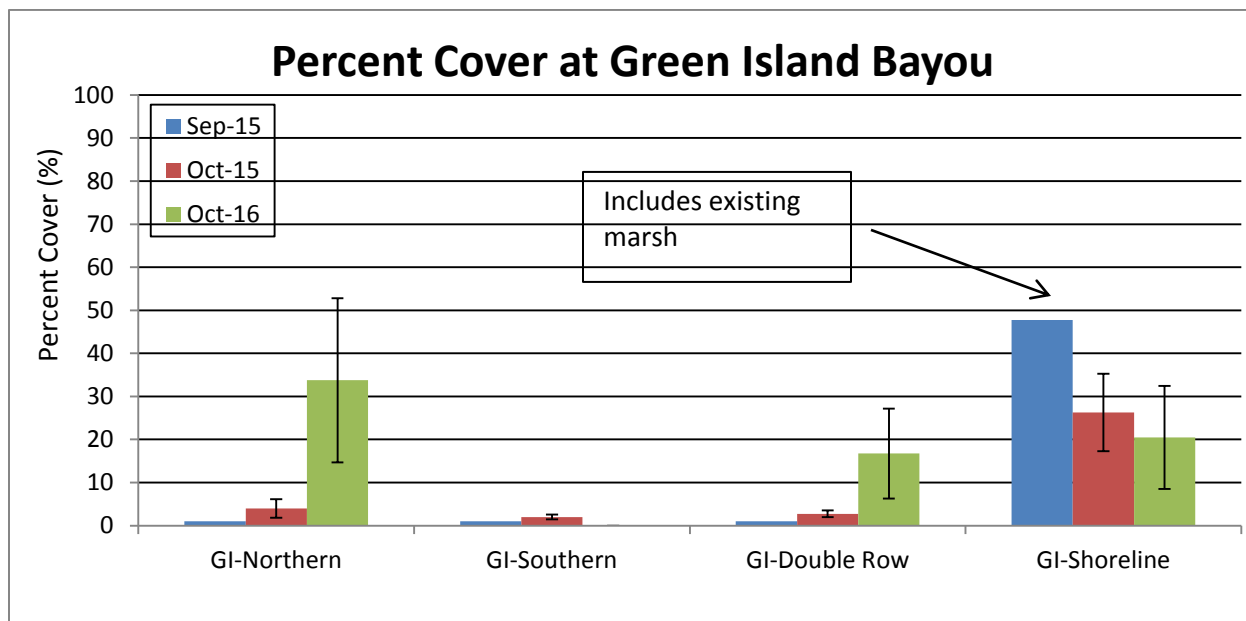 Percent Cover at Green Island Bayou
100
90
80
70
60
50
40
30
20
10
0
Percent Cover (%)
Sep-15
Oct-15
Oct-16
Includes existing
marsh
GI-Northern
GI-Southern
GI-Double Row
GI-Shoreline